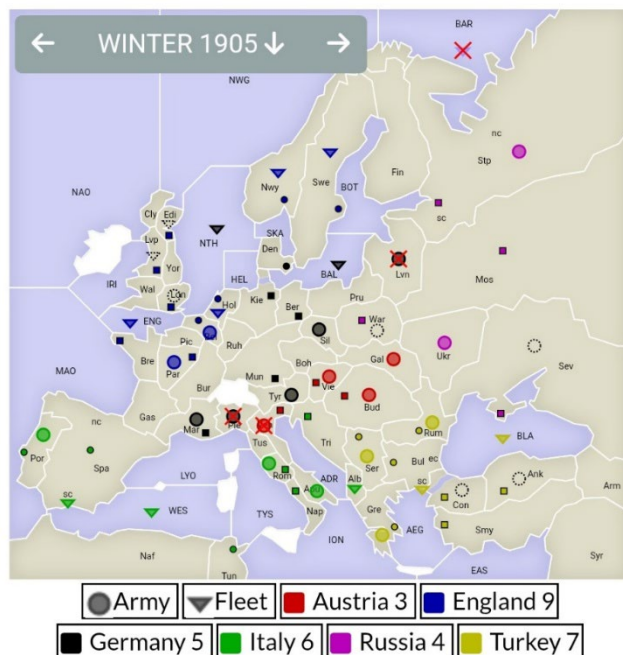 WINTER 1905
BAR
NWG
nc
Stp
Fin
Nwy
Swe
BOT
NAO
Cly
Edi
sc
Lvp
NTH
SKA
Den
BAL
Lvn
Mos
Yor
IRI
Wal
HEL
Kie
Ber
Pru
Lon
Hol
War
ENG
Sil
Pic
Ruh
Gal
Ukr
Sev
MAO
Bre
Par
Boh
Bur
Mun
Vie
Tyr
Bud
Gas
Mar
Pie
nc
Tus
Tri
Rum
BLA
Por
Spa
LYO
Rom
Ser
Bul
ec
Arm
ADR
Alb
sc
Ank
Con
sc
WES
TYS
Nap
Gre
ION
AEG
Smy
Naf
Tun
EAS
Syr
Army
Fleet
Austria 3
England 9
Germany 5
Italy 6
Russia 4
Turkey 7